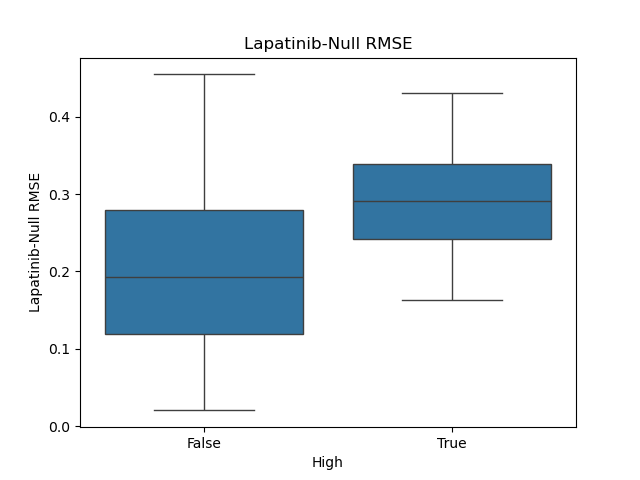 Lapatinib-Null RMSE
Lapatinib-Null RMSE
0.4
0.3
0.2
0.1
0.0
False
True
High